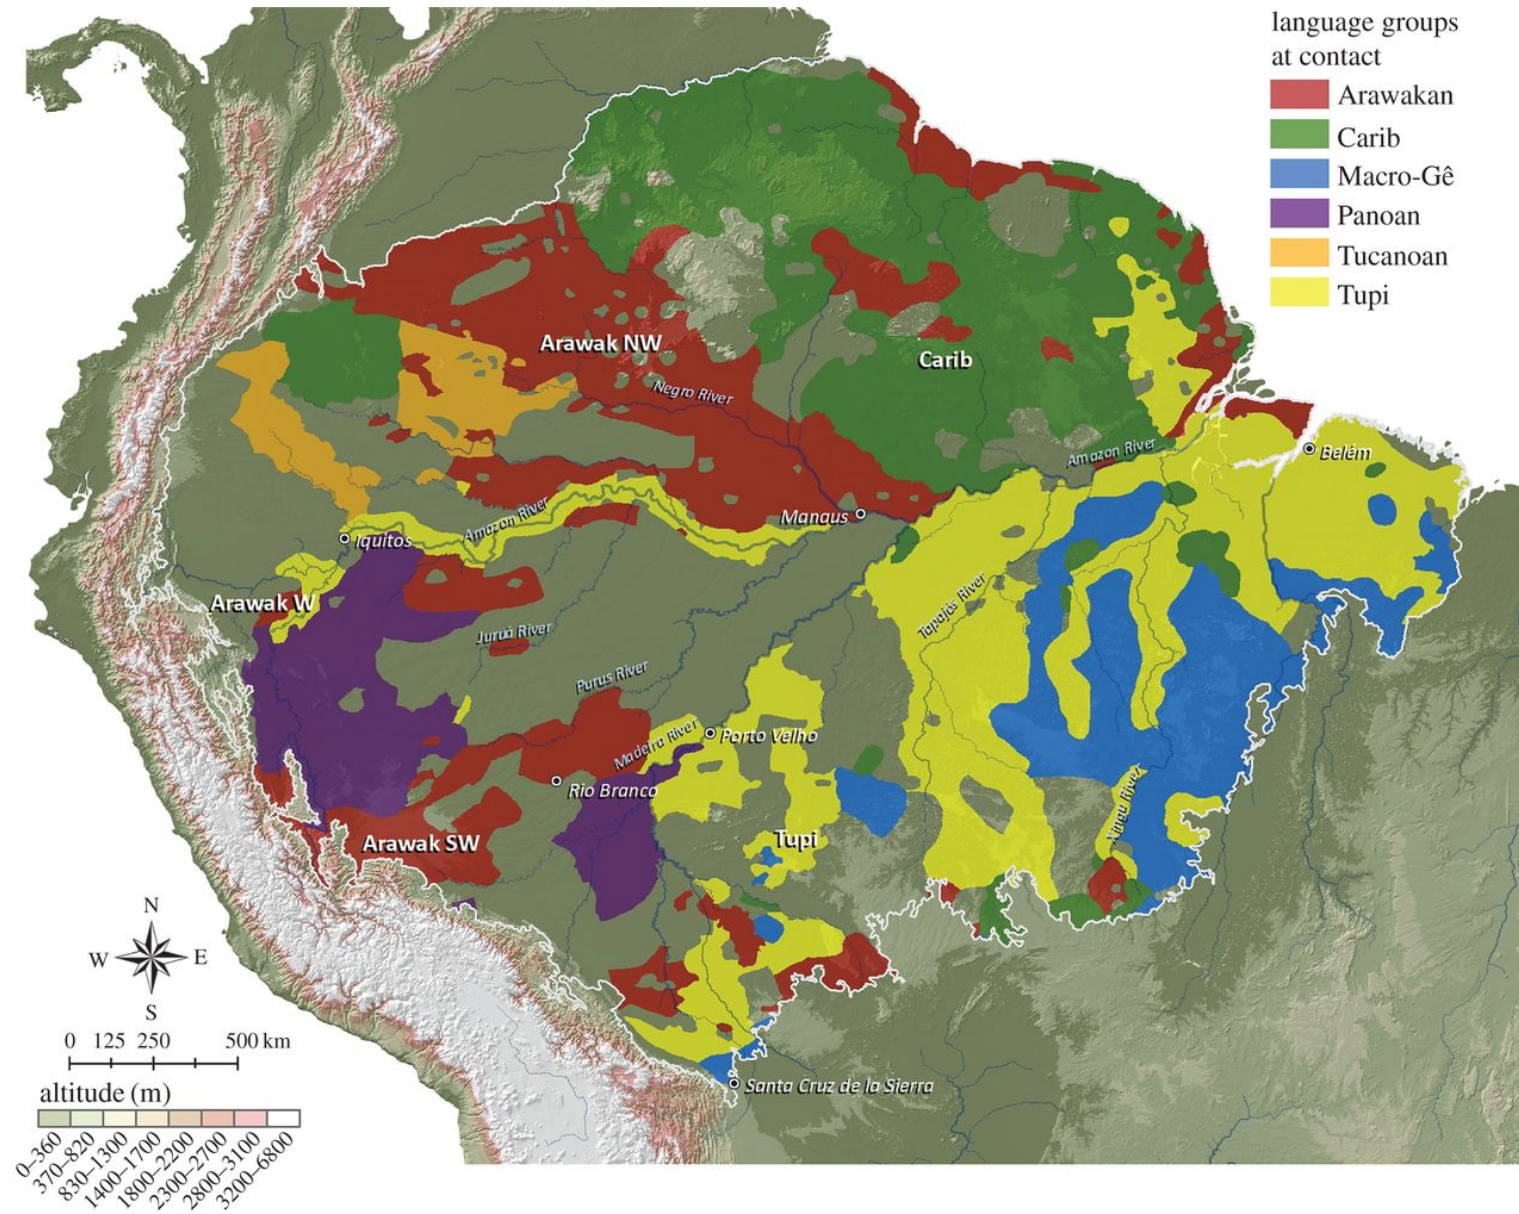 language groups
at contact
Arawakan
Carib
Macro-Gê
Panoan
Tucanoan
Tupi
Arawak NW
Carib
Negro River
Amazon River
Belém
Amazon River
Manaus
Iquitos
Tapajós River
Arawak W
Juruá River
Purus River
Madeira River
Porto Velho
Rio Branco
Xingu River
Arawak SW
Tupi
N
W
E
S
0 125 250 500 km
Santa Cruz de la Sierra
altitude (m)
0–360
370–820
830–1300
1400–1700
1800–2200
2300–2700
2800–3100
3200–6800